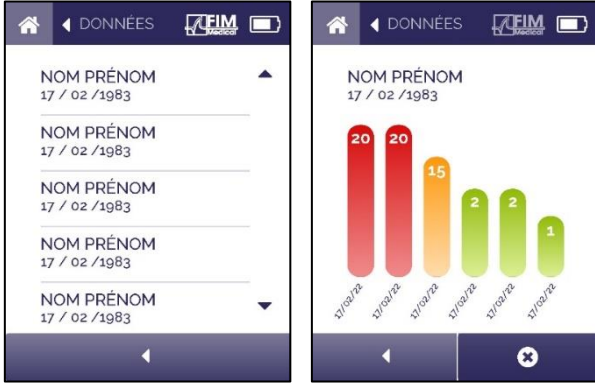 DONNÉES
FIM
Medical
NOM PRÉNOM
17 / 02 /1983
NOM PRÉNOM
17 / 02 /1983
NOM PRÉNOM
17 / 02 /1983
NOM PRÉNOM
17 / 02 /1983
NOM PRÉNOM
17 / 02 /1983
DONNÉES
FIM
Medical
NOM PRÉNOM
17 / 02 /1983
20 20 15 2 2 1
17/02/22 17/02/22 17/02/22 17/02/22 17/02/22 17/02/22